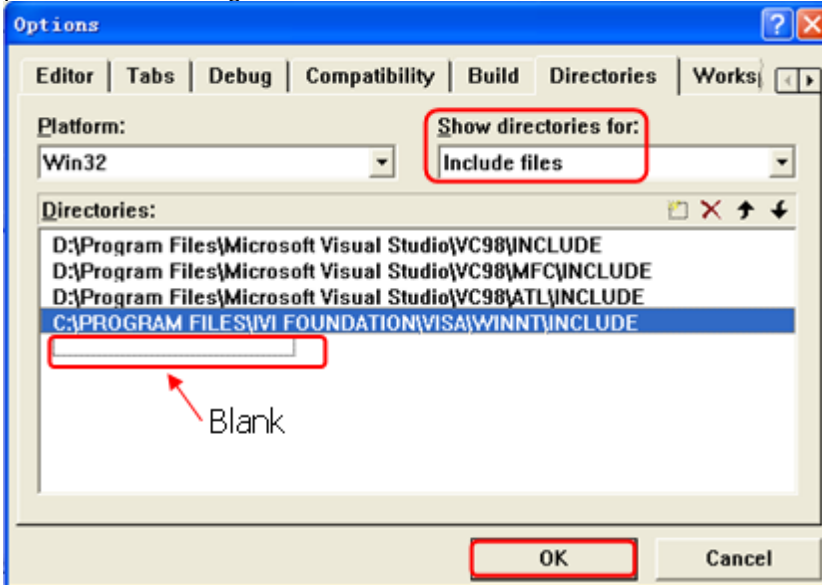 Options
Editor Tabs Debug Compatibility Build Directories Works
Platform: Show directories for:
Win32 Include files
Directories:
D:\Program Files\Microsoft Visual Studio\VC98\INCLUDE
D:\Program Files\Microsoft Visual Studio\VC98\MFC\INCLUDE
D:\Program Files\Microsoft Visual Studio\VC98\ATL\INCLUDE
C:\PROGRAM FILES\IVI FOUNDATION\VISA\WINNT\INCLUDE
Blank
OK Cancel